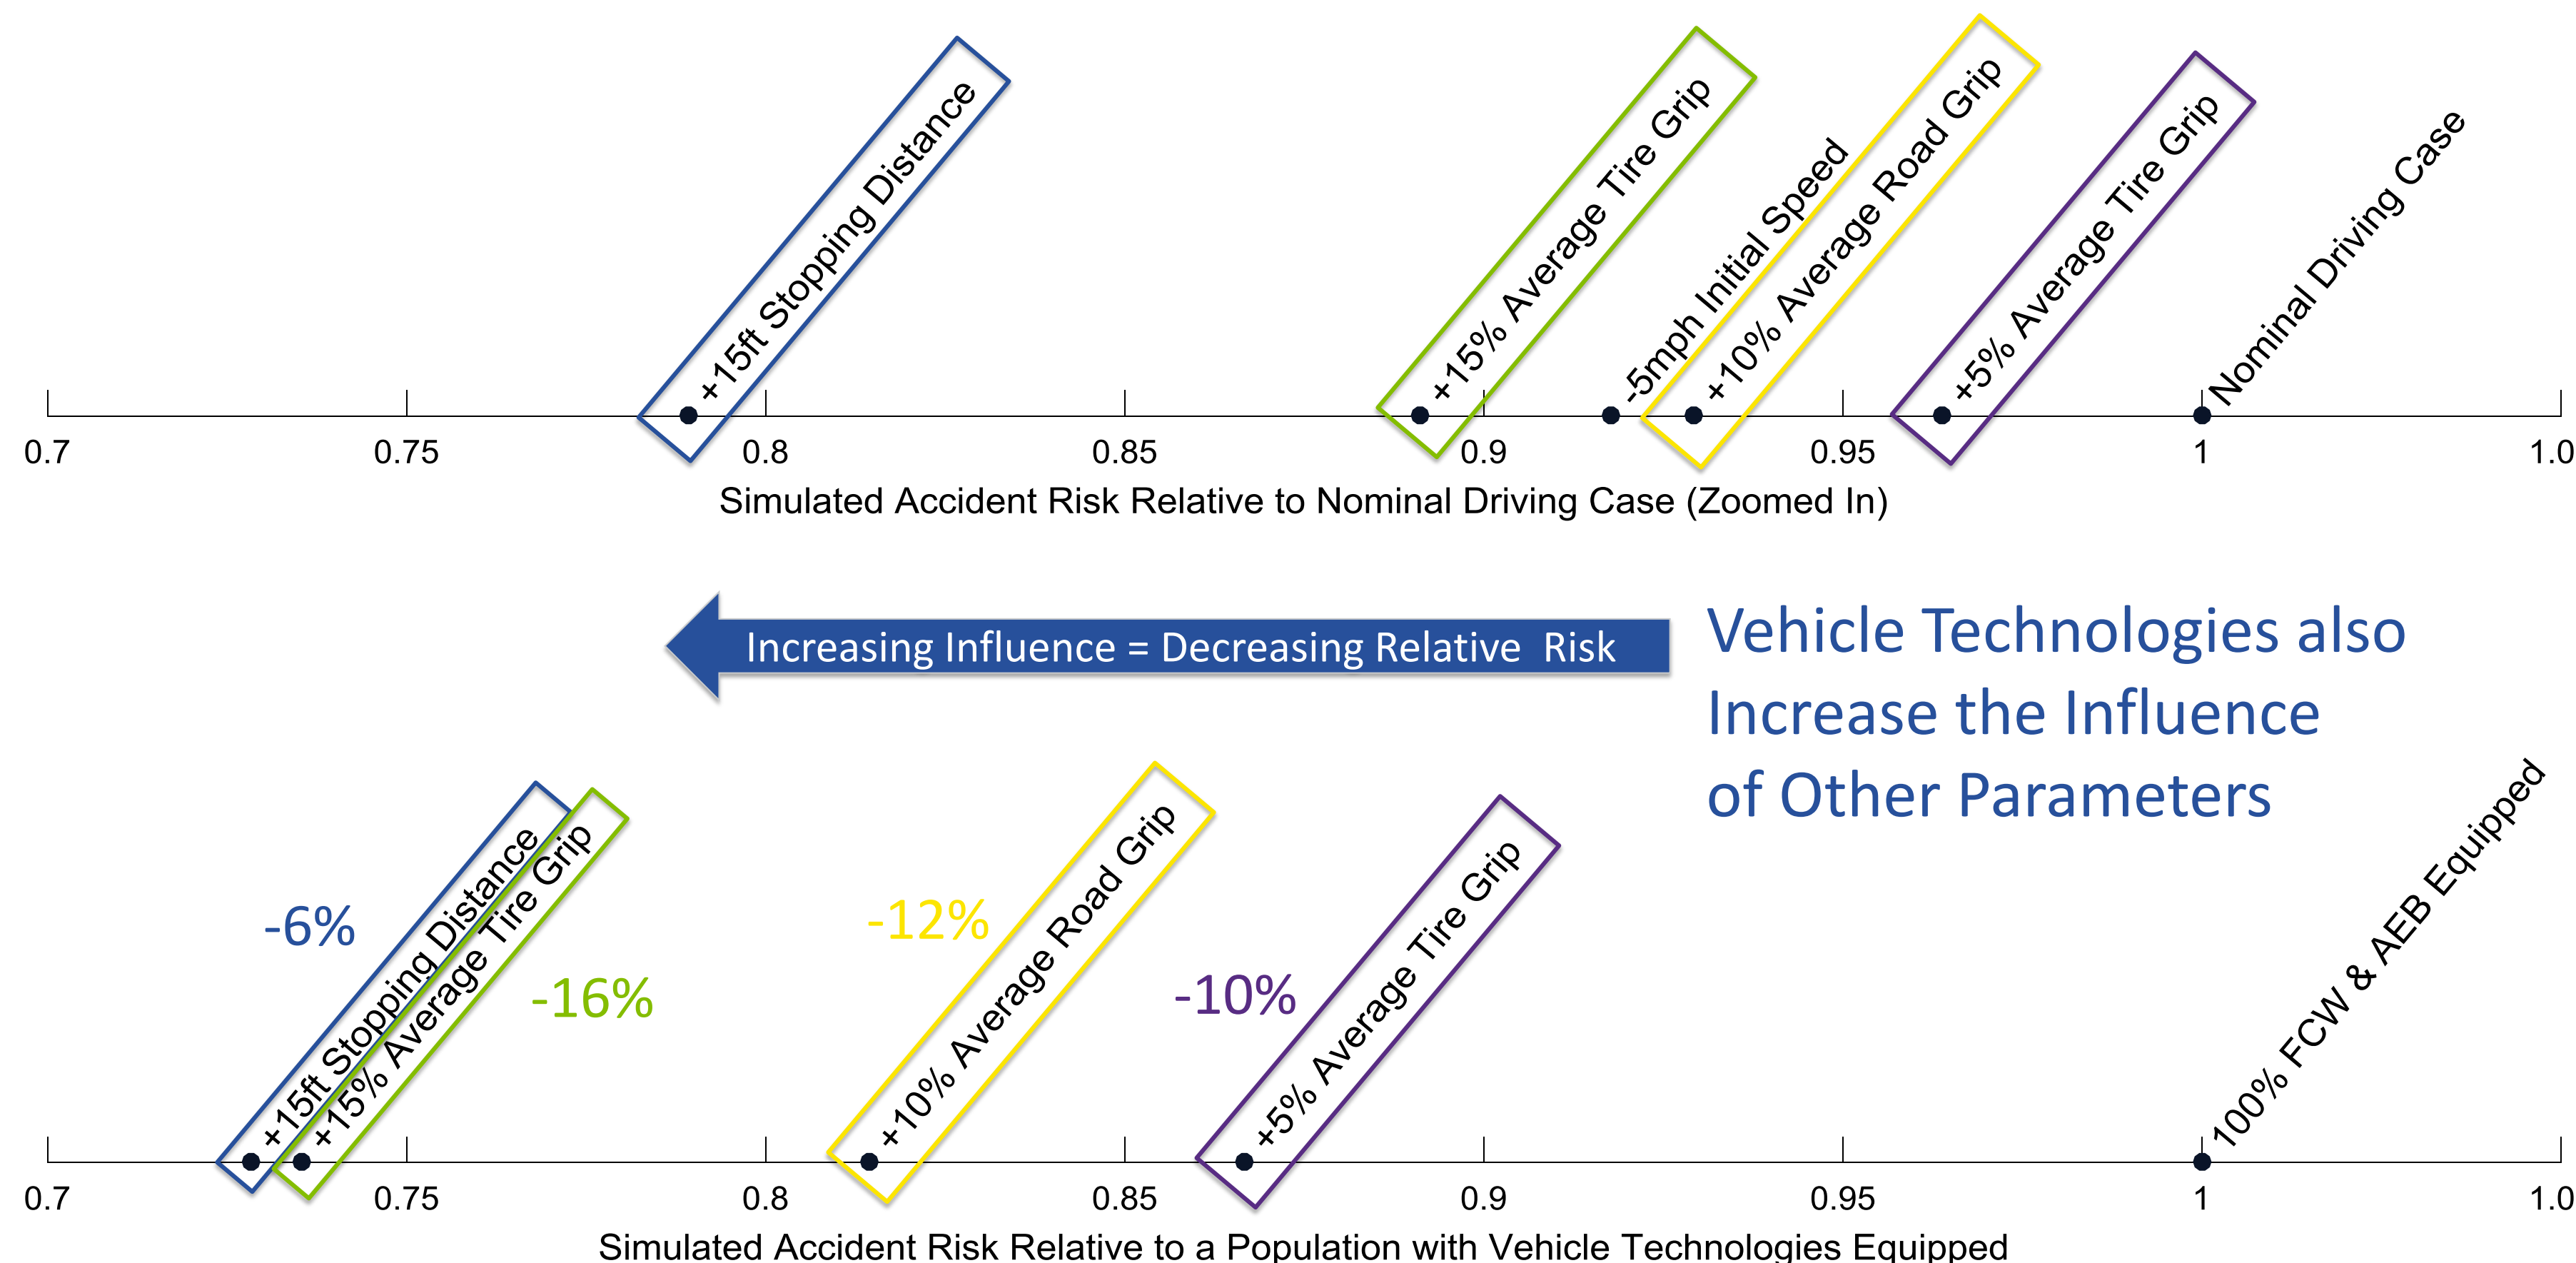 +15ft Stopping Distance
+15% Average Tire Grip
-5mph Initial Speed
+10% Average Road Grip
+5% Average Tire Grip
Nominal Driving Case
0.7
0.75
0.8
0.85
0.9
0.95
1
1.0
Simulated Accident Risk Relative to Nominal Driving Case (Zoomed In)
Increasing Influence = Decreasing Relative Risk
Vehicle Technologies also
Increase the Influence
of Other Parameters
-6%
+15ft Stopping Distance
+15% Average Tire Grip
-16%
-12%
+10% Average Road Grip
-10%
+5% Average Tire Grip
100% FCW & AEB Equipped
0.7
0.75
0.8
0.85
0.9
0.95
1
1.0
Simulated Accident Risk Relative to a Population with Vehicle Technologies Equipped